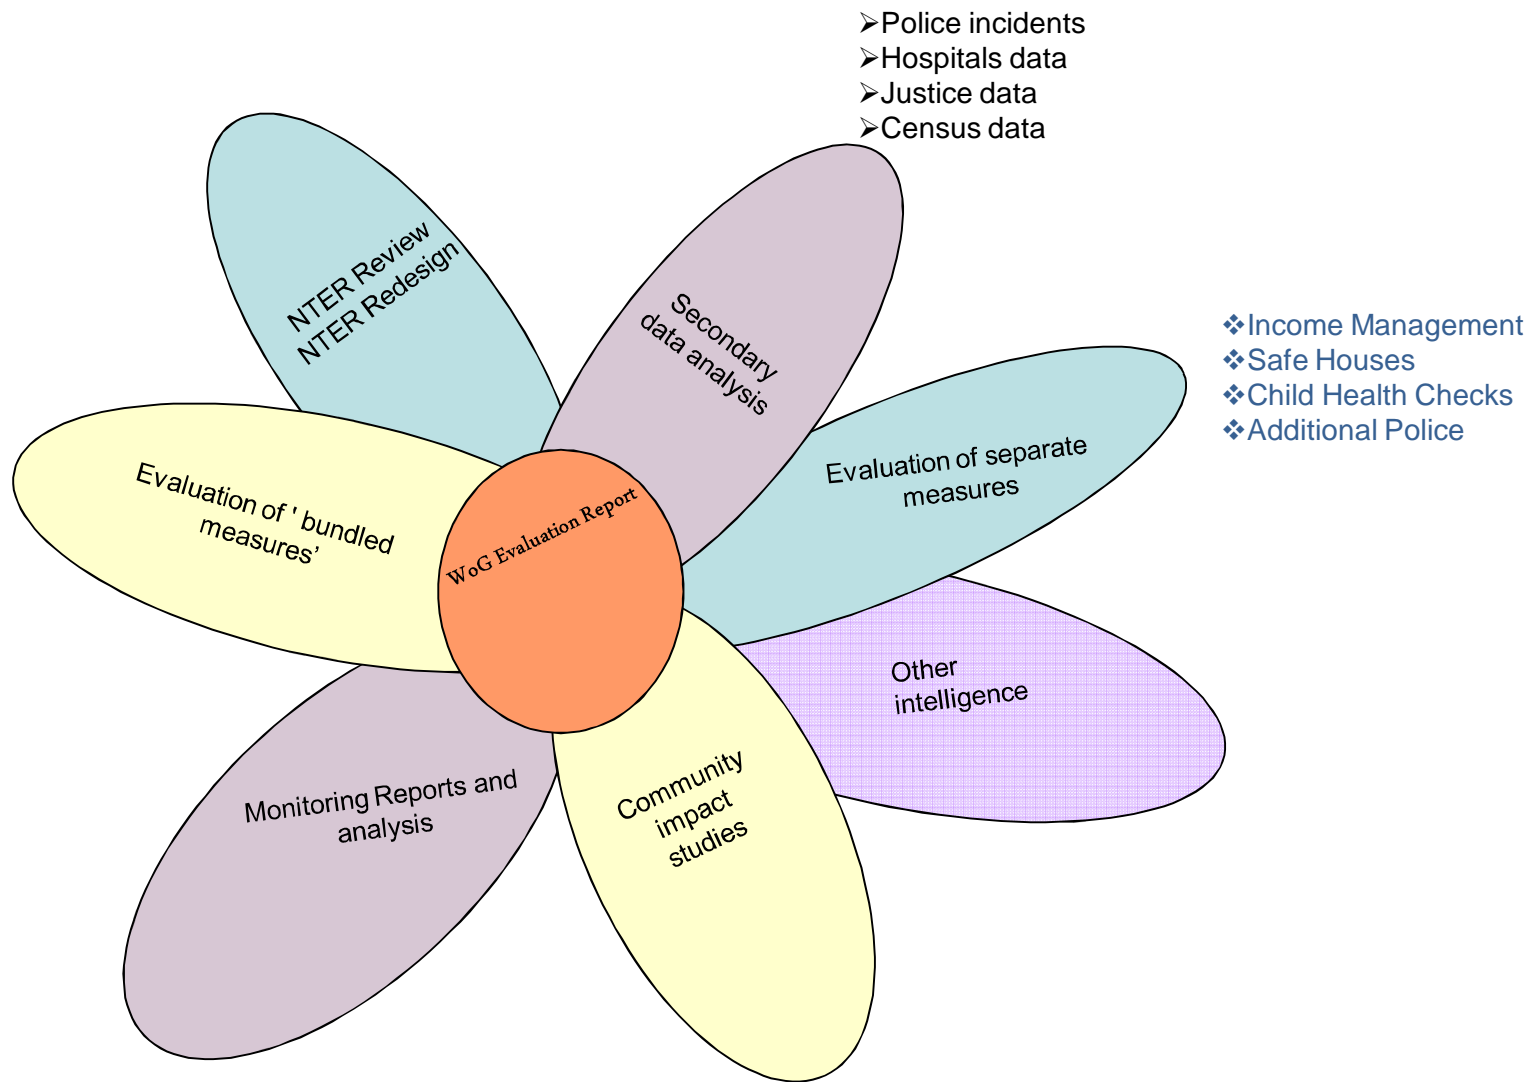 ➢Police incidents
➢Hospitals data
➢Justice data
➢Census data
NTER Review
NTER Redesign
Secondary
data analysis
❖Income Management
❖Safe Houses
❖Child Health Checks
❖Additional Police
Evaluation of separate
measures
Evaluation of ' bundled
measures’
WoG Evaluation Report
Other
intelligence
Monitoring Reports and
analysis
Community
impact
studies